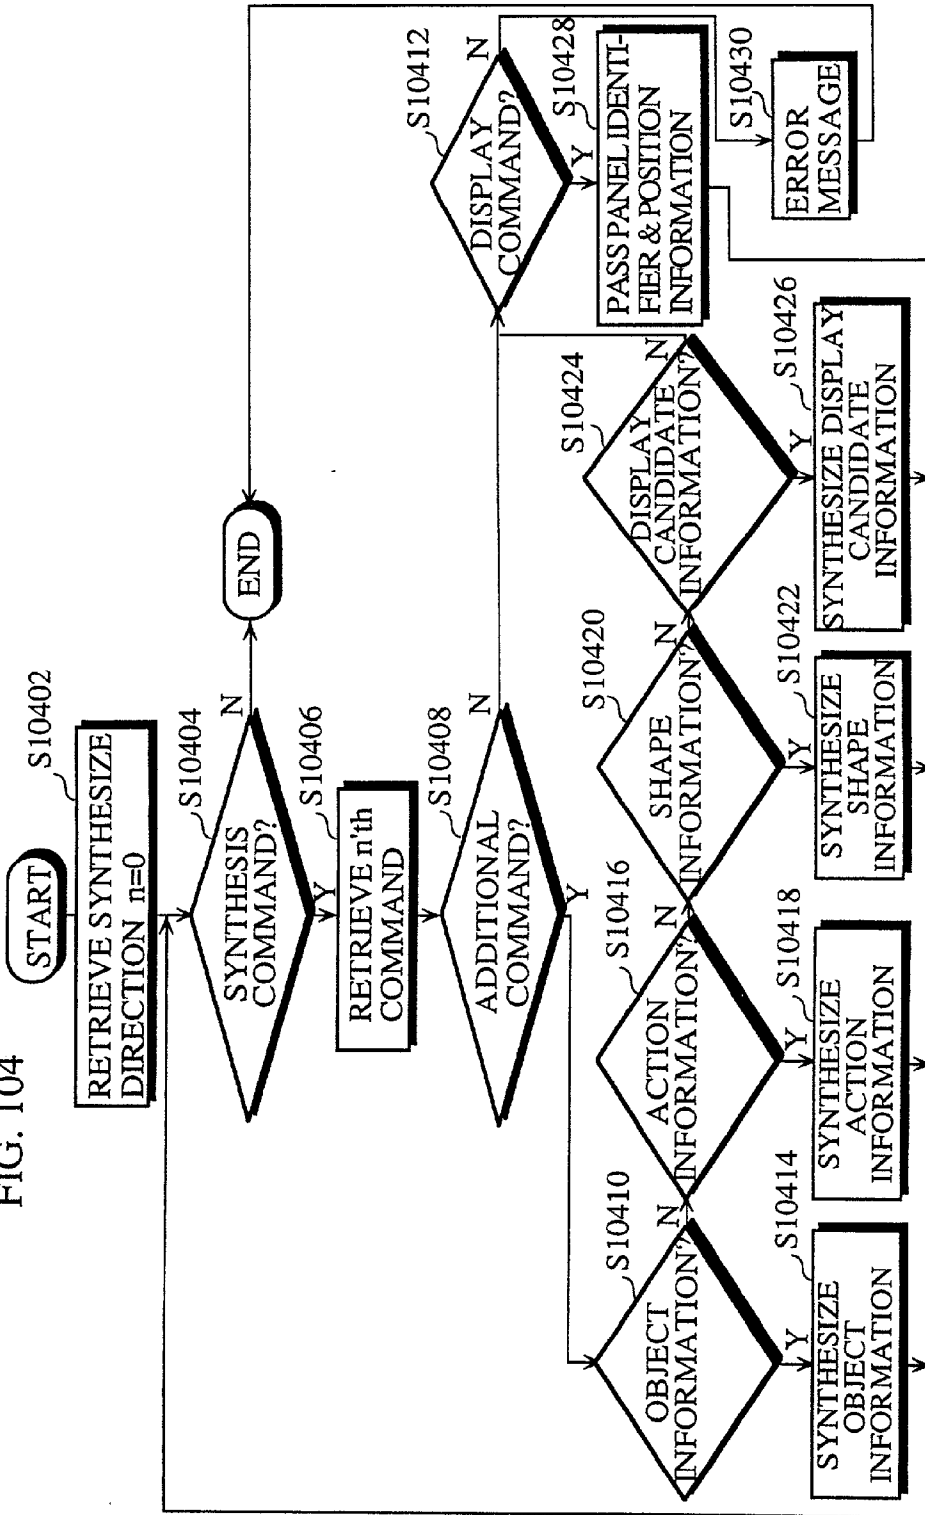 FIG. 104
START
S10402
RETRIEVE SYNTHESIZE
DIRECTION n=0
S10404
SYNTHESIS
COMMAND?
N
END
Y
S10406
RETRIEVE n'th
COMMAND
S10408
ADDITIONAL
COMMAND?
N
Y
S10412
DISPLAY
COMMAND?
N
Y
S10428
PASS PANEL IDENTI-
FIER & POSITION
INFORMATION
S10430
ERROR
MESSAGE
S10410
OBJECT
INFORMATION?
N
Y
S10414
SYNTHESIZE
OBJECT
INFORMATION
S10416
ACTION
INFORMATION?
N
Y
S10418
SYNTHESIZE
ACTION
INFORMATION
S10420
SHAPE
INFORMATION?
N
Y
S10422
SYNTHESIZE
SHAPE
INFORMATION
S10424
DISPLAY
CANDIDATE
INFORMATION?
N
Y
S10426
SYNTHESIZE DISPLAY
CANDIDATE
INFORMATION